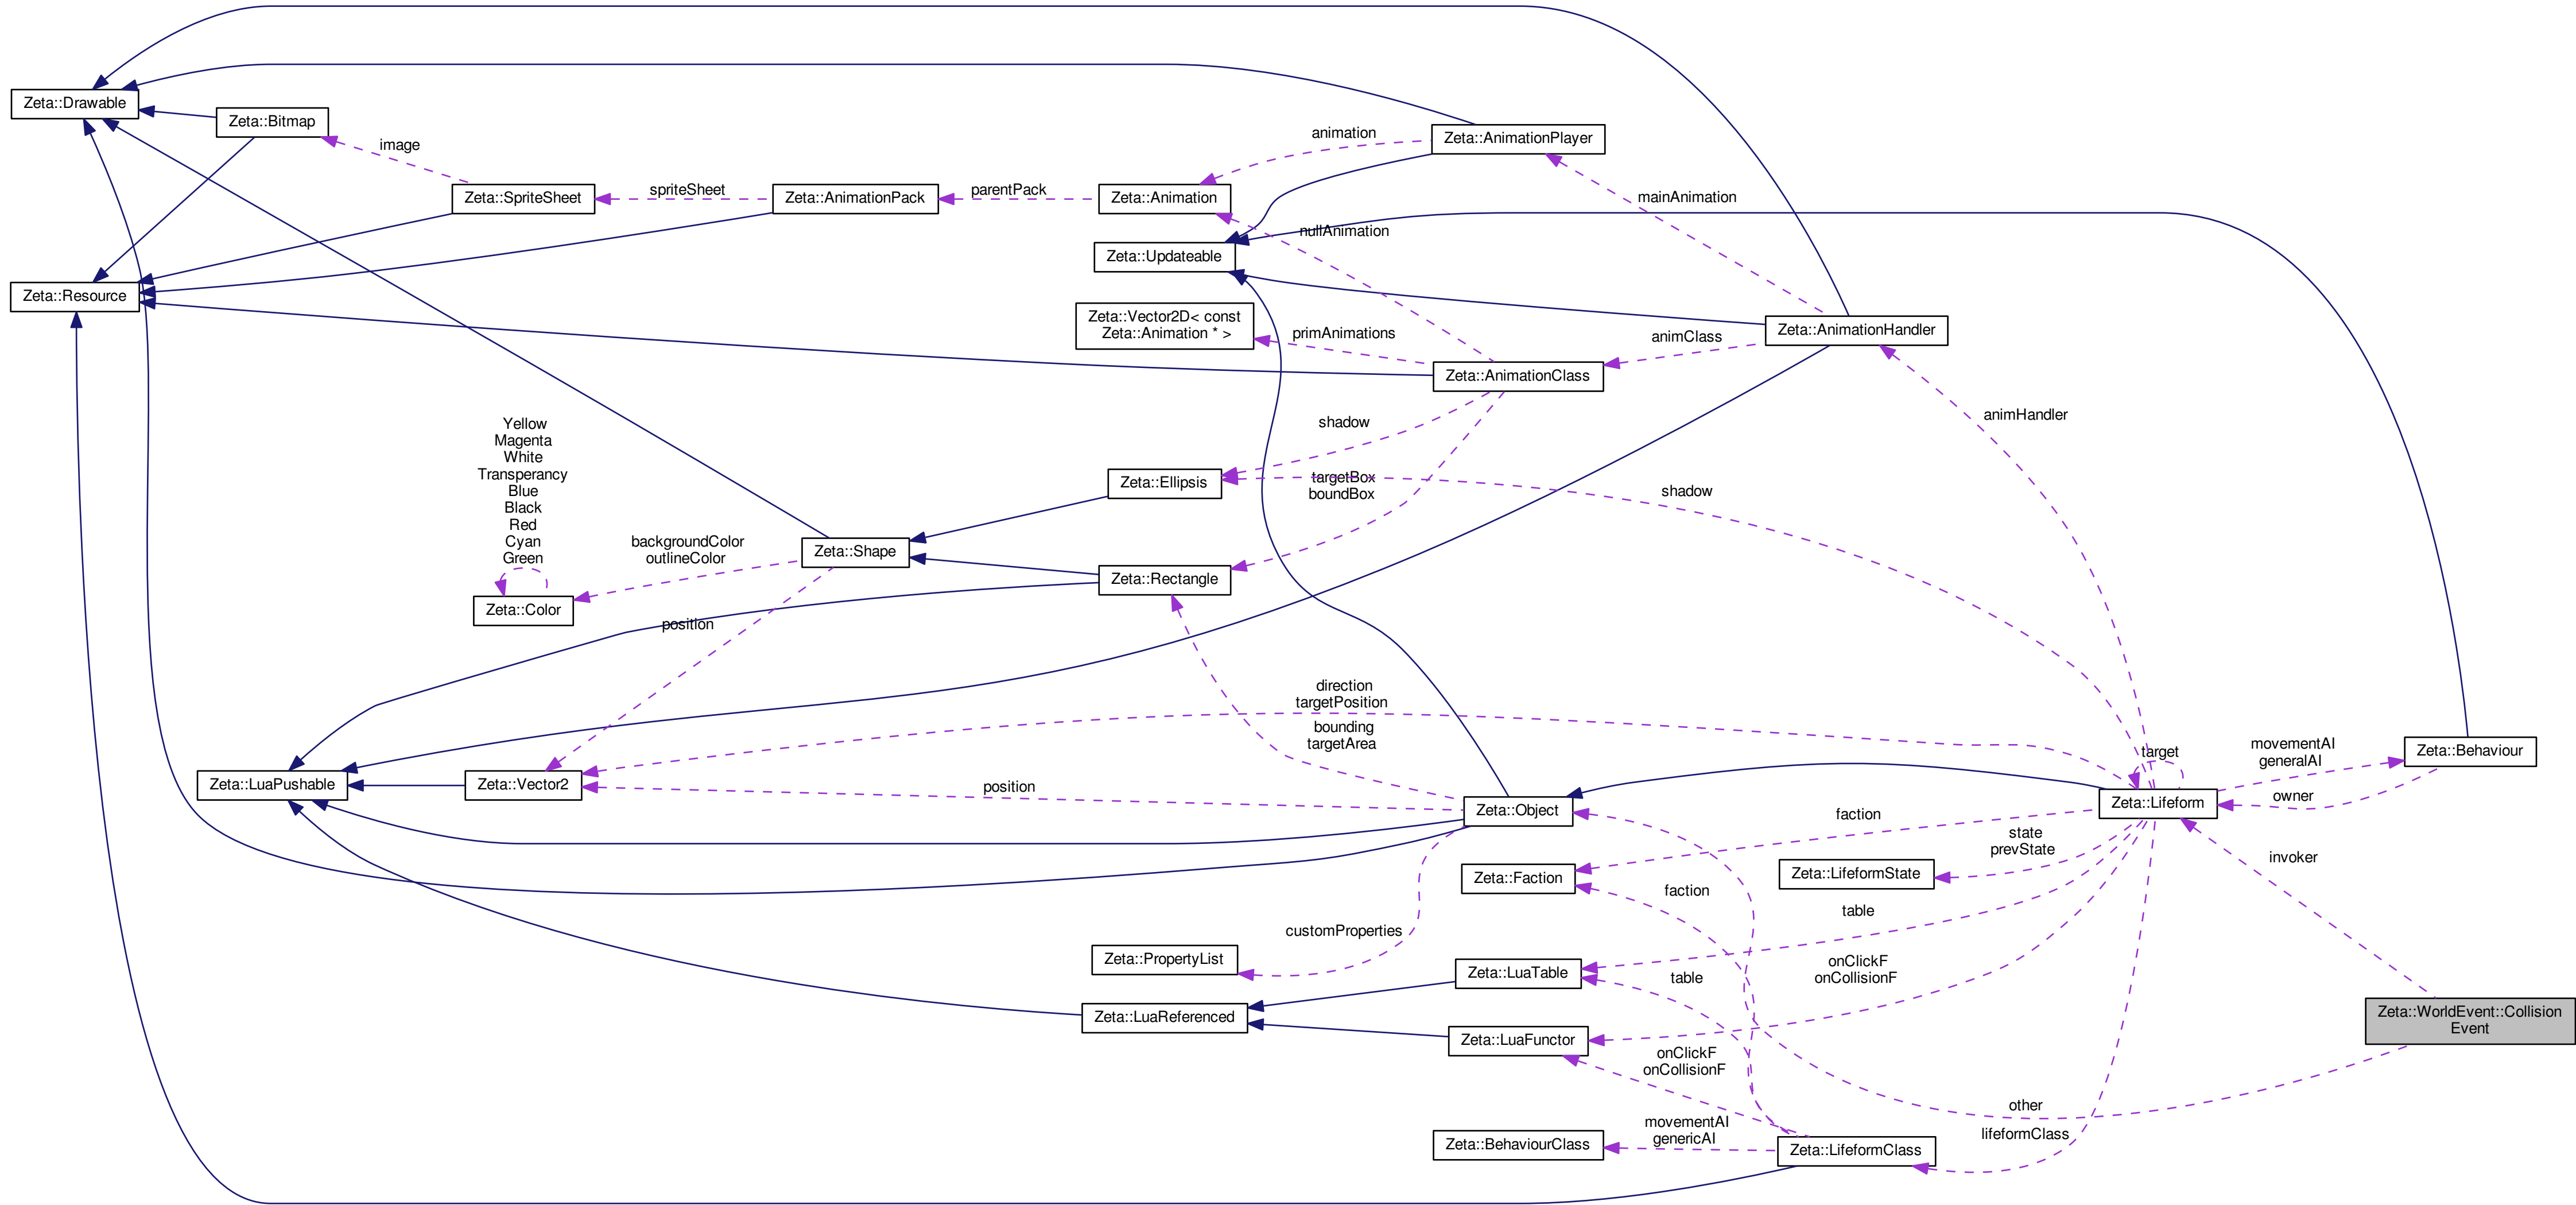 Zeta::Drawable
Zeta::Bitmap
image
Zeta::AnimationPlayer
animation
Zeta::SpriteSheet
spriteSheet
Zeta::AnimationPack
parentPack
Zeta::Animation
mainAnimation
nullAnimation
Zeta::Updateable
Zeta::Resource
Zeta::Vector2D< const
Zeta::Animation * >
primAnimations
animClass
Zeta::AnimationHandler
Zeta::AnimationClass
animHandler
shadow
Yellow
Magenta
White
Transperancy
Blue
Black
Red
Cyan
Green
Zeta::Ellipsis
targetBox
boundBox
shadow
backgroundColor
outlineColor
Zeta::Shape
Zeta::Rectangle
Zeta::Color
position
direction
targetPosition
bounding
targetArea
Zeta::LuaPushable
Zeta::Vector2
position
Zeta::Object
target
movementAI
generalAI
Zeta::Behaviour
owner
Zeta::Lifeform
faction
state
prevState
invoker
Zeta::LifeformState
Zeta::Faction
faction
table
customProperties
Zeta::PropertyList
Zeta::LuaTable
table
onClickF
onCollisionF
Zeta::LuaReferenced
Zeta::LuaFunctor
Zeta::WorldEvent::Collision
Event
onClickF
onCollisionF
other
lifeformClass
movementAI
genericAI
Zeta::BehaviourClass
Zeta::LifeformClass